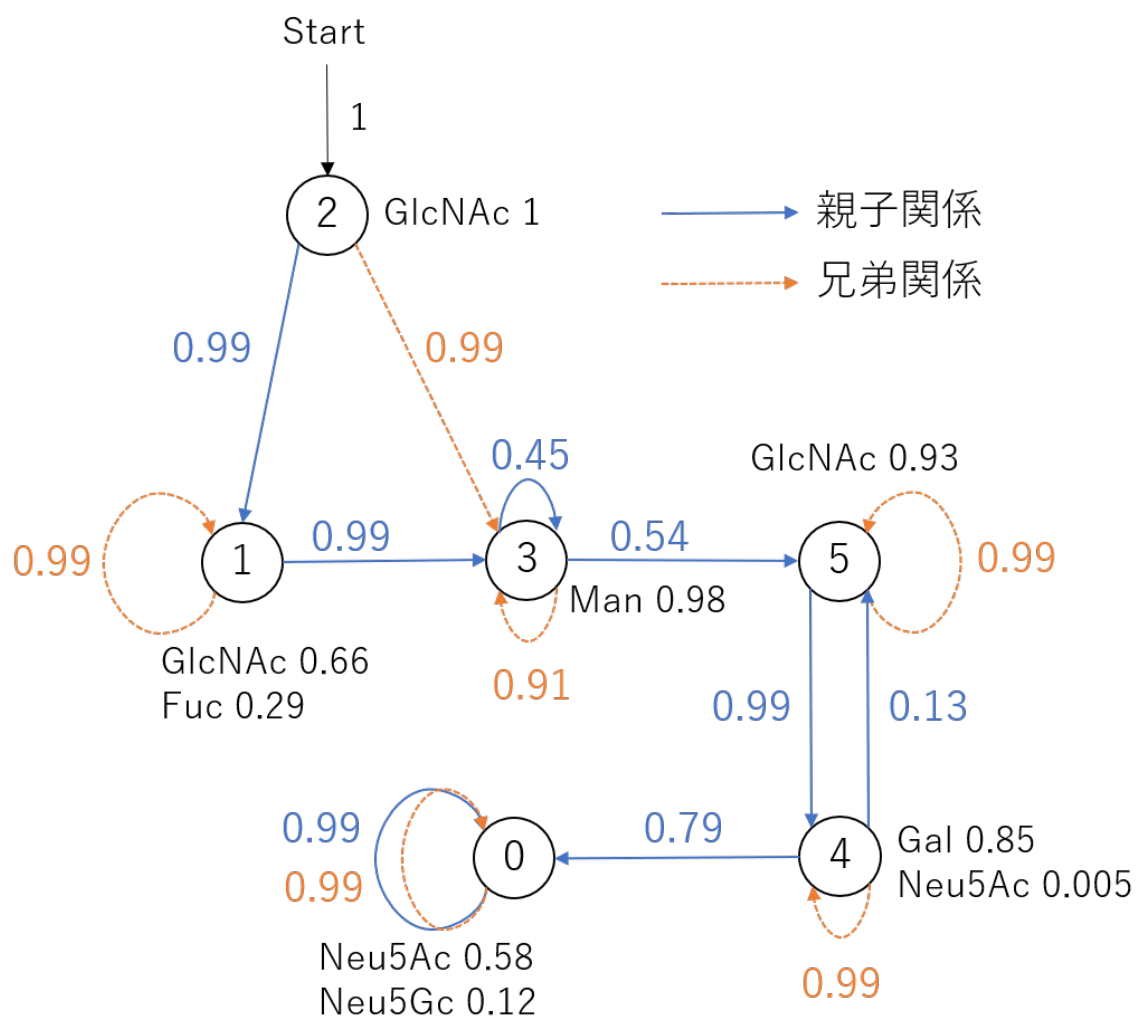 Start
1
2
GlcNAc 1
親子関係
兄弟関係
0.99
0.99
0.45
GlcNAc 0.93
0.99
1
0.99
3
0.54
5
0.99
Man 0.98
GlcNAc 0.66
Fuc 0.29
0.91
0.99
0.13
0.99
0.99
0
0.79
4
Gal 0.85
Neu5Ac 0.005
Neu5Ac 0.58
Neu5Gc 0.12
0.99